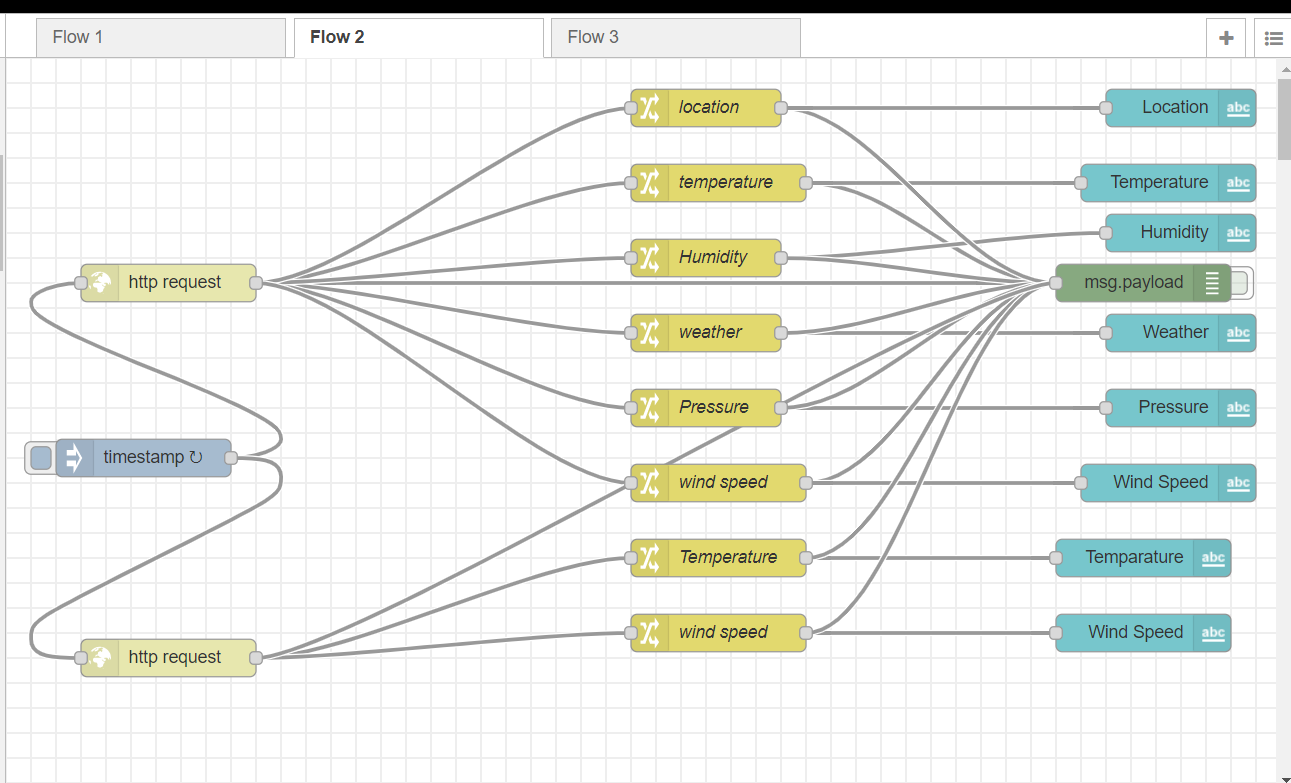 Flow 1
Flow 2
Flow 3
location
Location
abc
temperature
Temperature
abc
Humidity
abc
Humidity
http request
msg.payload
weather
Weather
abc
Pressure
Pressure
abc
timestamp ↻
wind speed
Wind Speed
abc
Temperature
Temparature
abc
wind speed
Wind Speed
abc
http request